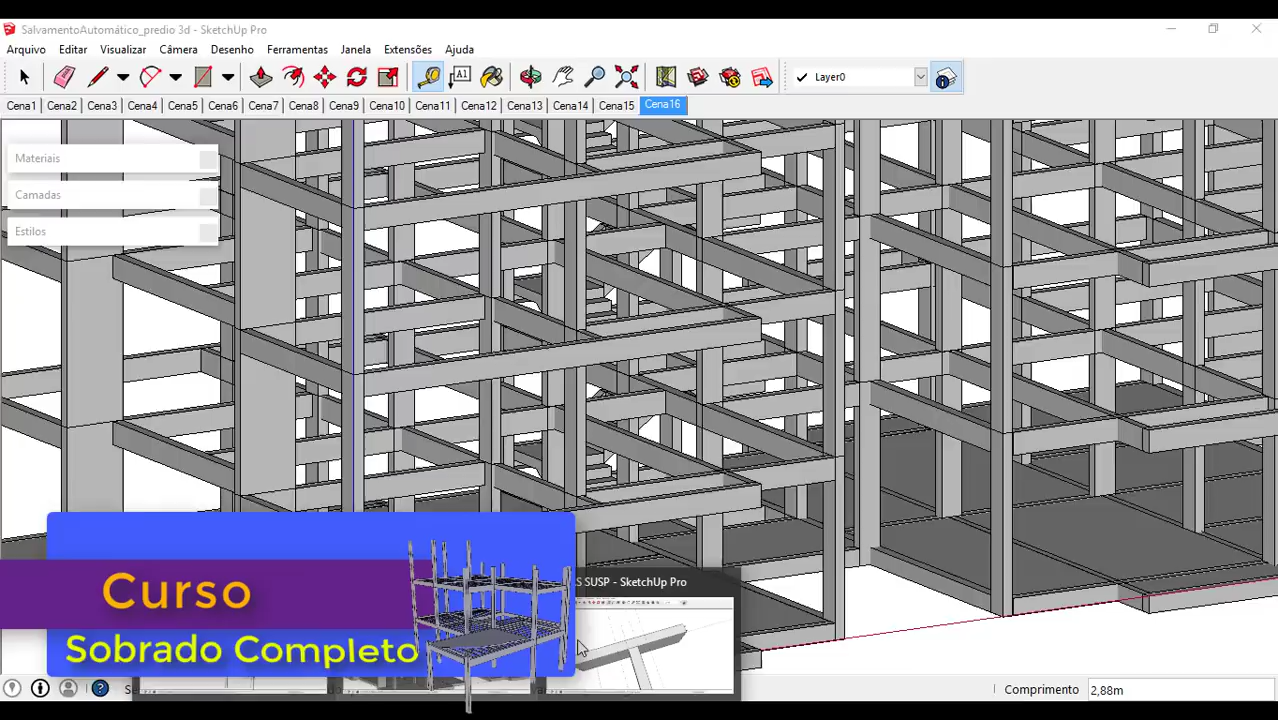 SalvamentoAutomático_predio 3d - SketchUp Pro
Arquivo Editar Visualizar Câmera Desenho Ferramentas Janela Extensões Ajuda
A1 Layer0
Cena1 Cena2 Cena3 Cena4 Cena5 Cena6 Cena7 Cena8 Cena9 Cena10 Cena11 Cena12 Cena13 Cena14 Cena15 Cena16
Materiais
Camadas
Estilos
S SUSP - SketchUp Pro
Curso
Sobrado Completo
Comprimento 2,88m